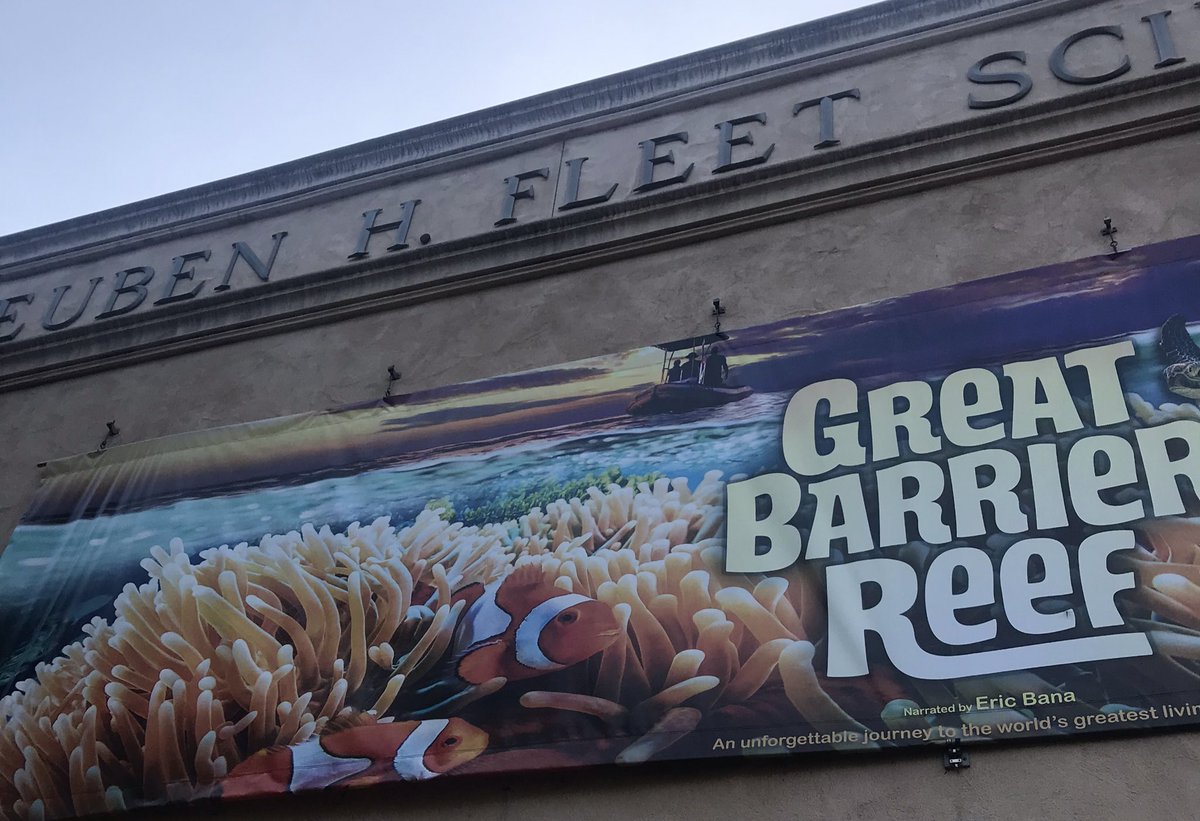 EUBEN H. FLEET SCI
GREAT
BARRIER
REEF
Narrated by Eric Bana
An unforgettable journey to the world's greatest livin